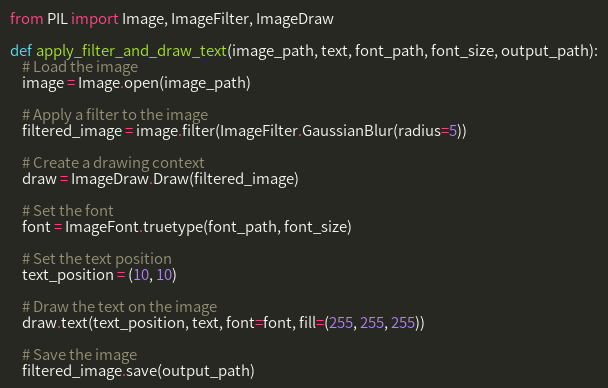 from PIL import Image, ImageFilter, ImageDraw

def apply_filter_and_draw_text(image_path, text, font_path, font_size, output_path):
    # Load the image
    image = Image.open(image_path)

    # Apply a filter to the image
    filtered_image = image.filter(ImageFilter.GaussianBlur(radius=5))

    # Create a drawing context
    draw = ImageDraw.Draw(filtered_image)

    # Set the font
    font = ImageFont.truetype(font_path, font_size)

    # Set the text position
    text_position = (10, 10)

    # Draw the text on the image
    draw.text(text_position, text, font=font, fill=(255, 255, 255))

    # Save the image
    filtered_image.save(output_path)